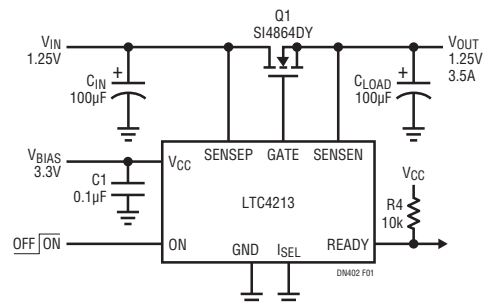 Q1
SI4864DY
VIN
1.25V
VOUT
1.25V
3.5A
CIN
100µF
+
CLOAD
100µF
+
VBIAS
3.3V
VCC
SENSEP
GATE
SENSEN
VCC
C1
0.1µF
LTC4213
R4
10k
OFF ON
ON
GND
ISEL
READY
DN402 F01